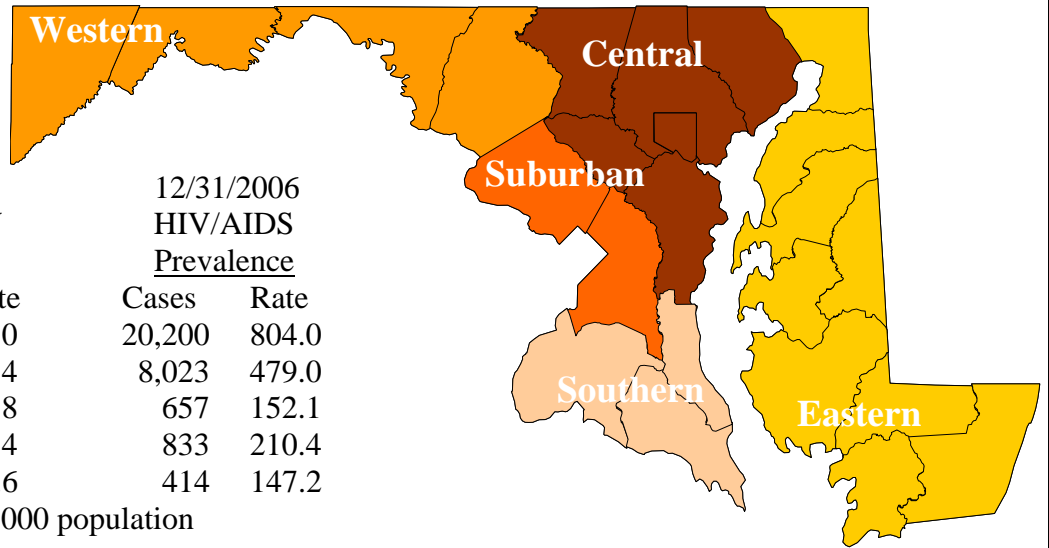 Western
Central
Suburban
12/31/2006
HIV/AIDS
Prevalence
te Cases Rate
0 20,200 804.0
4 8,023 479.0
8 657 152.1
4 833 210.4
6 414 147.2
000 population
Southern
Eastern